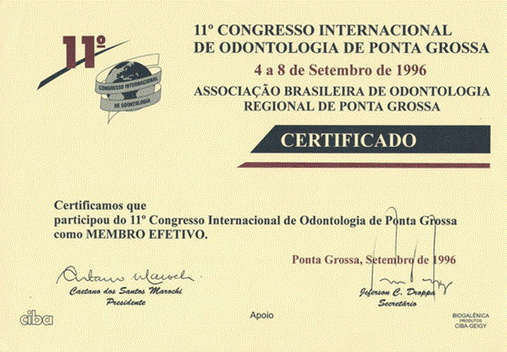 11º CONGRESSO INTERNACIONAL
DE ODONTOLOGIA DE PONTA GROSSA
4 a 8 de Setembro de 1996
ASSOCIAÇÃO BRASILEIRA DE ODONTOLOGIA
REGIONAL DE PONTA GROSSA
11º
CONGRESSO INTERNACIONAL
DE ODONTOLOGIA
CERTIFICADO
Certificamos que
participou do 11º Congresso Internacional de Odontologia de Ponta Grossa
como MEMBRO EFETIVO.
Ponta Grossa, Setembro de 1996
Caetano dos Santos Marochi
Presidente
Jeferson C. Droppa
Secretário
ciba
Apoio
BIOGALÊNICA
PRODUTOS
CIBA-GEIGY